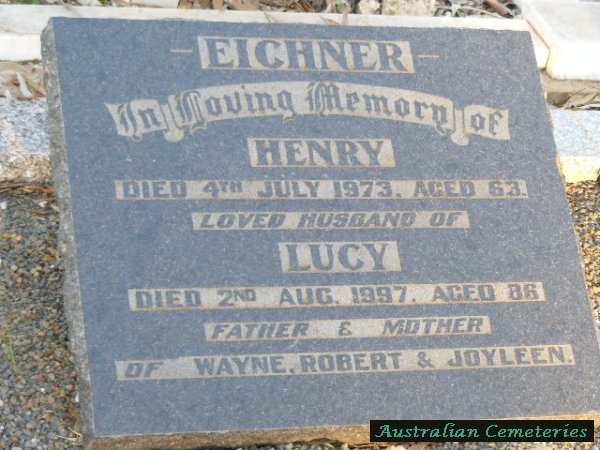 - EICHNER -
In Loving Memory of
HENRY
DIED 4TH JULY 1973. AGED 63.
LOVED HUSBAND OF
LUCY
DIED 2ND AUG. 1997. AGED 86
FATHER & MOTHER
OF WAYNE, ROBERT & JOYLEEN.
Australian Cemeteries